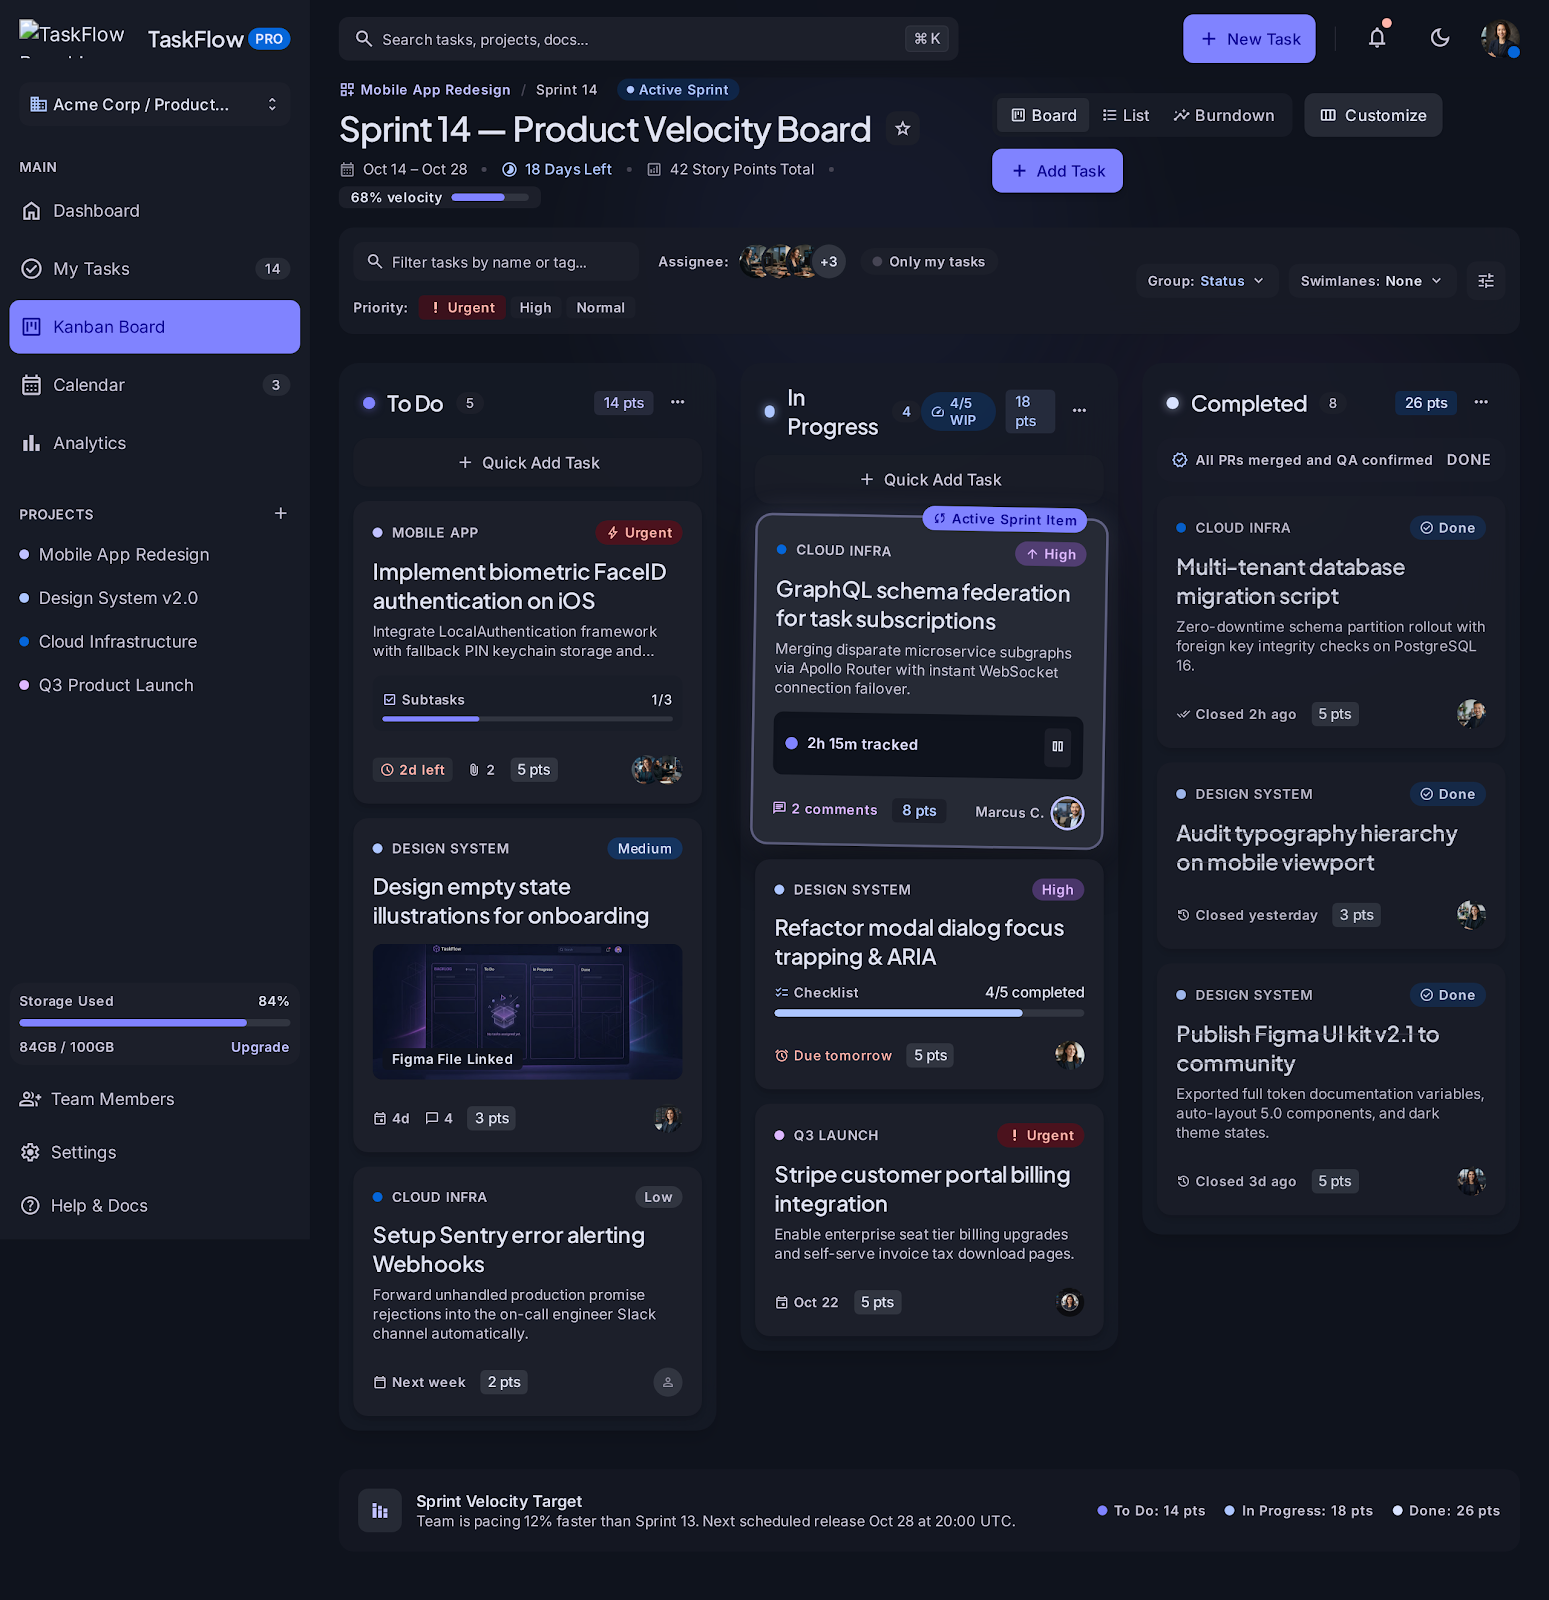 TaskFlow
TaskFlow PRO
Acme Corp / Product...
MAIN
Dashboard
My Tasks 14
Kanban Board
Calendar 3
Analytics
PROJECTS
Mobile App Redesign
Design System v2.0
Cloud Infrastructure
Q3 Product Launch
Storage Used 84%
84GB / 100GB Upgrade
Team Members
Settings
Help & Docs
Search tasks, projects, docs... ⌘ K
New Task
Mobile App Redesign / Sprint 14 Active Sprint
Sprint 14 — Product Velocity Board
Oct 14 – Oct 28 • 18 Days Left • 42 Story Points Total •
68% velocity
Board List Burndown Customize
Add Task
Filter tasks by name or tag... Assignee: +3 Only my tasks
Priority: ! Urgent High Normal
Group: Status Swimlanes: None
To Do 5 14 pts ...
+ Quick Add Task
MOBILE APP Urgent
Implement biometric FaceID
authentication on iOS
Integrate LocalAuthentication framework
with fallback PIN keychain storage and...
Subtasks 1/3
2d left 2 5 pts
DESIGN SYSTEM Medium
Design empty state
illustrations for onboarding
TaskFlow
To Do In Progress Done
Figma File Linked
4d 4 3 pts
CLOUD INFRA Low
Setup Sentry error alerting
Webhooks
Forward unhandled production promise
rejections into the on-call engineer Slack
channel automatically.
Next week 2 pts
In
Progress 4 4/5
WIP 18
pts ...
+ Quick Add Task
Active Sprint Item
CLOUD INFRA High
GraphQL schema federation
for task subscriptions
Merging disparate microservice subgraphs
via Apollo Router with instant WebSocket
connection failover.
2h 15m tracked
2 comments 8 pts Marcus C.
DESIGN SYSTEM High
Refactor modal dialog focus
trapping & ARIA
Checklist 4/5 completed
Due tomorrow 5 pts
Q3 LAUNCH ! Urgent
Stripe customer portal billing
integration
Enable enterprise seat tier billing upgrades
and self-serve invoice tax download pages.
Oct 22 5 pts
Completed 8 26 pts ...
All PRs merged and QA confirmed DONE
CLOUD INFRA Done
Multi-tenant database
migration script
Zero-downtime schema partition rollout with
foreign key integrity checks on PostgreSQL
16.
Closed 2h ago 5 pts
DESIGN SYSTEM Done
Audit typography hierarchy
on mobile viewport
Closed yesterday 3 pts
DESIGN SYSTEM Done
Publish Figma UI kit v2.1 to
community
Exported full token documentation variables,
auto-layout 5.0 components, and dark
theme states.
Closed 3d ago 5 pts
Sprint Velocity Target
Team is pacing 12% faster than Sprint 13. Next scheduled release Oct 28 at 20:00 UTC.
To Do: 14 pts In Progress: 18 pts Done: 26 pts